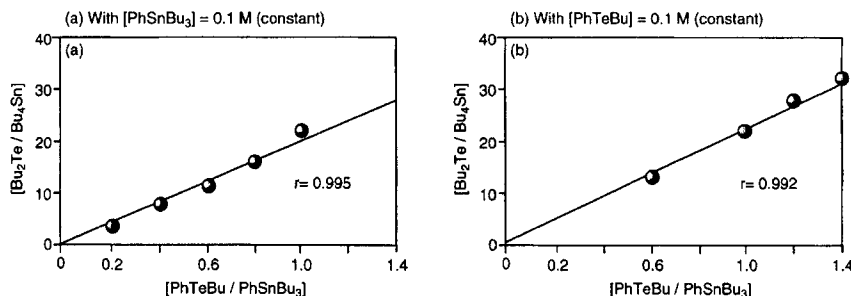 (a) With [PhSnBu₃] = 0.1 M (constant)
(a)
[Bu₂Te / Bu₄Sn]
40
30
20
10
0
r= 0.995
0
0.2
0.6
1.0
1.4
[PhTeBu / PhSnBu₃]
(b) With [PhTeBu] = 0.1 M (constant)
(b)
[Bu₂Te / Bu₄Sn]
40
30
20
10
0
r= 0.992
0
0.2
0.6
1.0
1.4
[PhTeBu / PhSnBu₃]